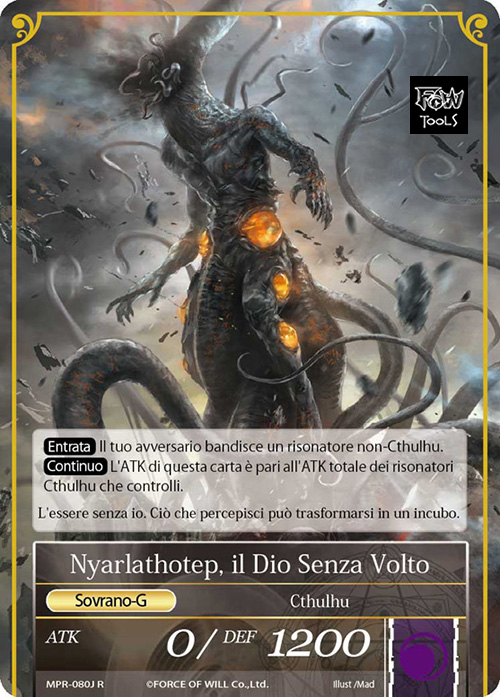 FOW
TOOLS
Entrata Il tuo avversario bandisce un risonatore non-Cthulhu.
Continuo L'ATK di questa carta è pari all'ATK totale dei risonatori
Cthulhu che controlli.
L'essere senza io. Ciò che percepisci può trasformarsi in un incubo.
Nyarlathotep, il Dio Senza Volto
Sovrano-G Cthulhu
ATK 0/ DEF 1200
MPR-080J R ©FORCE OF WILL Co.,Ltd. Illust /Mad